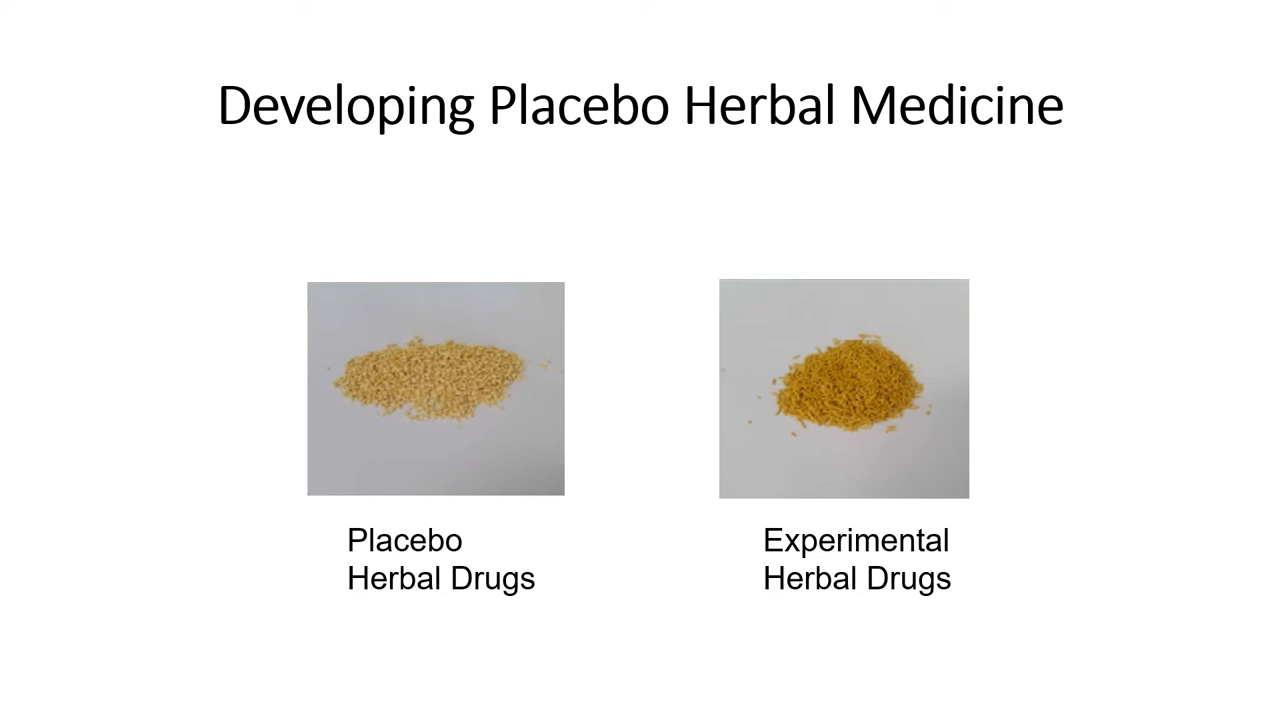 Developing Placebo Herbal Medicine
Placebo
Herbal Drugs
Experimental
Herbal Drugs